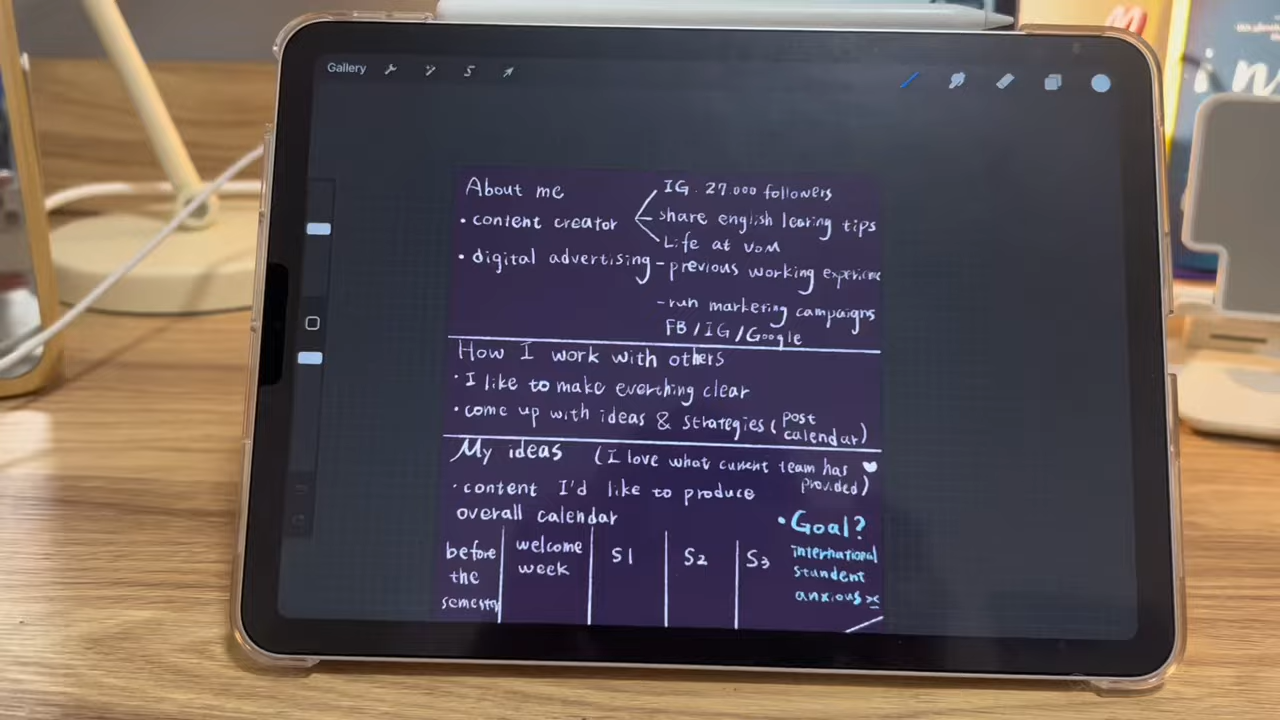 Gallery
About me
• content creator
IG. 27.000 followers
share english learing tips
Life at UoM
• digital advertising
- previous working experience
- run marketing campaigns
FB/IG/Google
How I work with others
• I like to make everthing clear
• come up with ideas & strategies (post calendar)
My ideas (I love what current team has provided)
• content I'd like to produce
overall calendar
before the semester
welcome week
S1
S2
S3
• Goal?
international
stundent
anxious